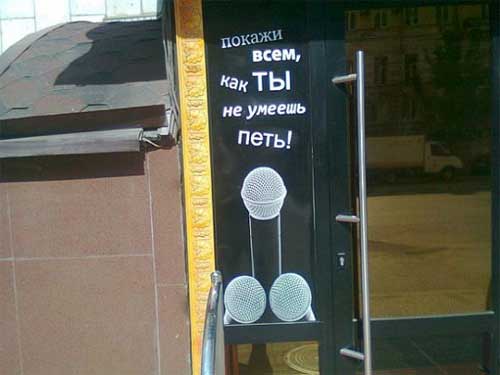 покажи
всем,
как ТЫ
не умеешь
петь!